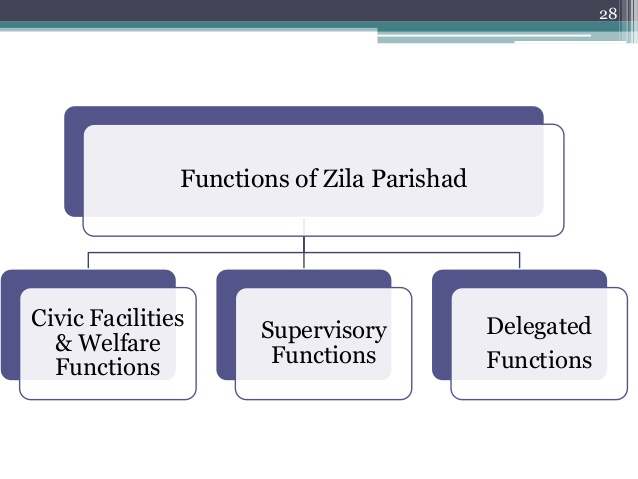 28
Functions of Zila Parishad
Civic Facilities
& Welfare
Functions
Supervisory
Functions
Delegated
Functions